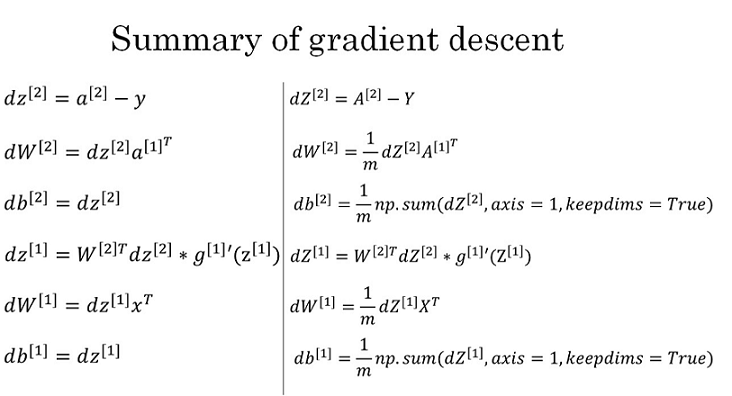 Summary of gradient descent
dz^{[2]} = a^{[2]} − y
dW^{[2]} = dz^{[2]}a^{[1]^T}
db^{[2]} = dz^{[2]}
dz^{[1]} = W^{[2]T}dz^{[2]} ∗ g^{[1]}′(z^{[1]})
dW^{[1]} = dz^{[1]}x^T
db^{[1]} = dz^{[1]}
dZ^{[2]} = A^{[2]} − Y
dW^{[2]} = \frac{1}{m}dZ^{[2]}A^{[1]^T}
db^{[2]} = \frac{1}{m}np.sum(dZ^{[2]}, axis = 1, keepdims = True)
dZ^{[1]} = W^{[2]T}dZ^{[2]} ∗ g^{[1]}′(Z^{[1]})
dW^{[1]} = \frac{1}{m}dZ^{[1]}X^T
db^{[1]} = \frac{1}{m}np.sum(dZ^{[1]}, axis = 1, keepdims = True)